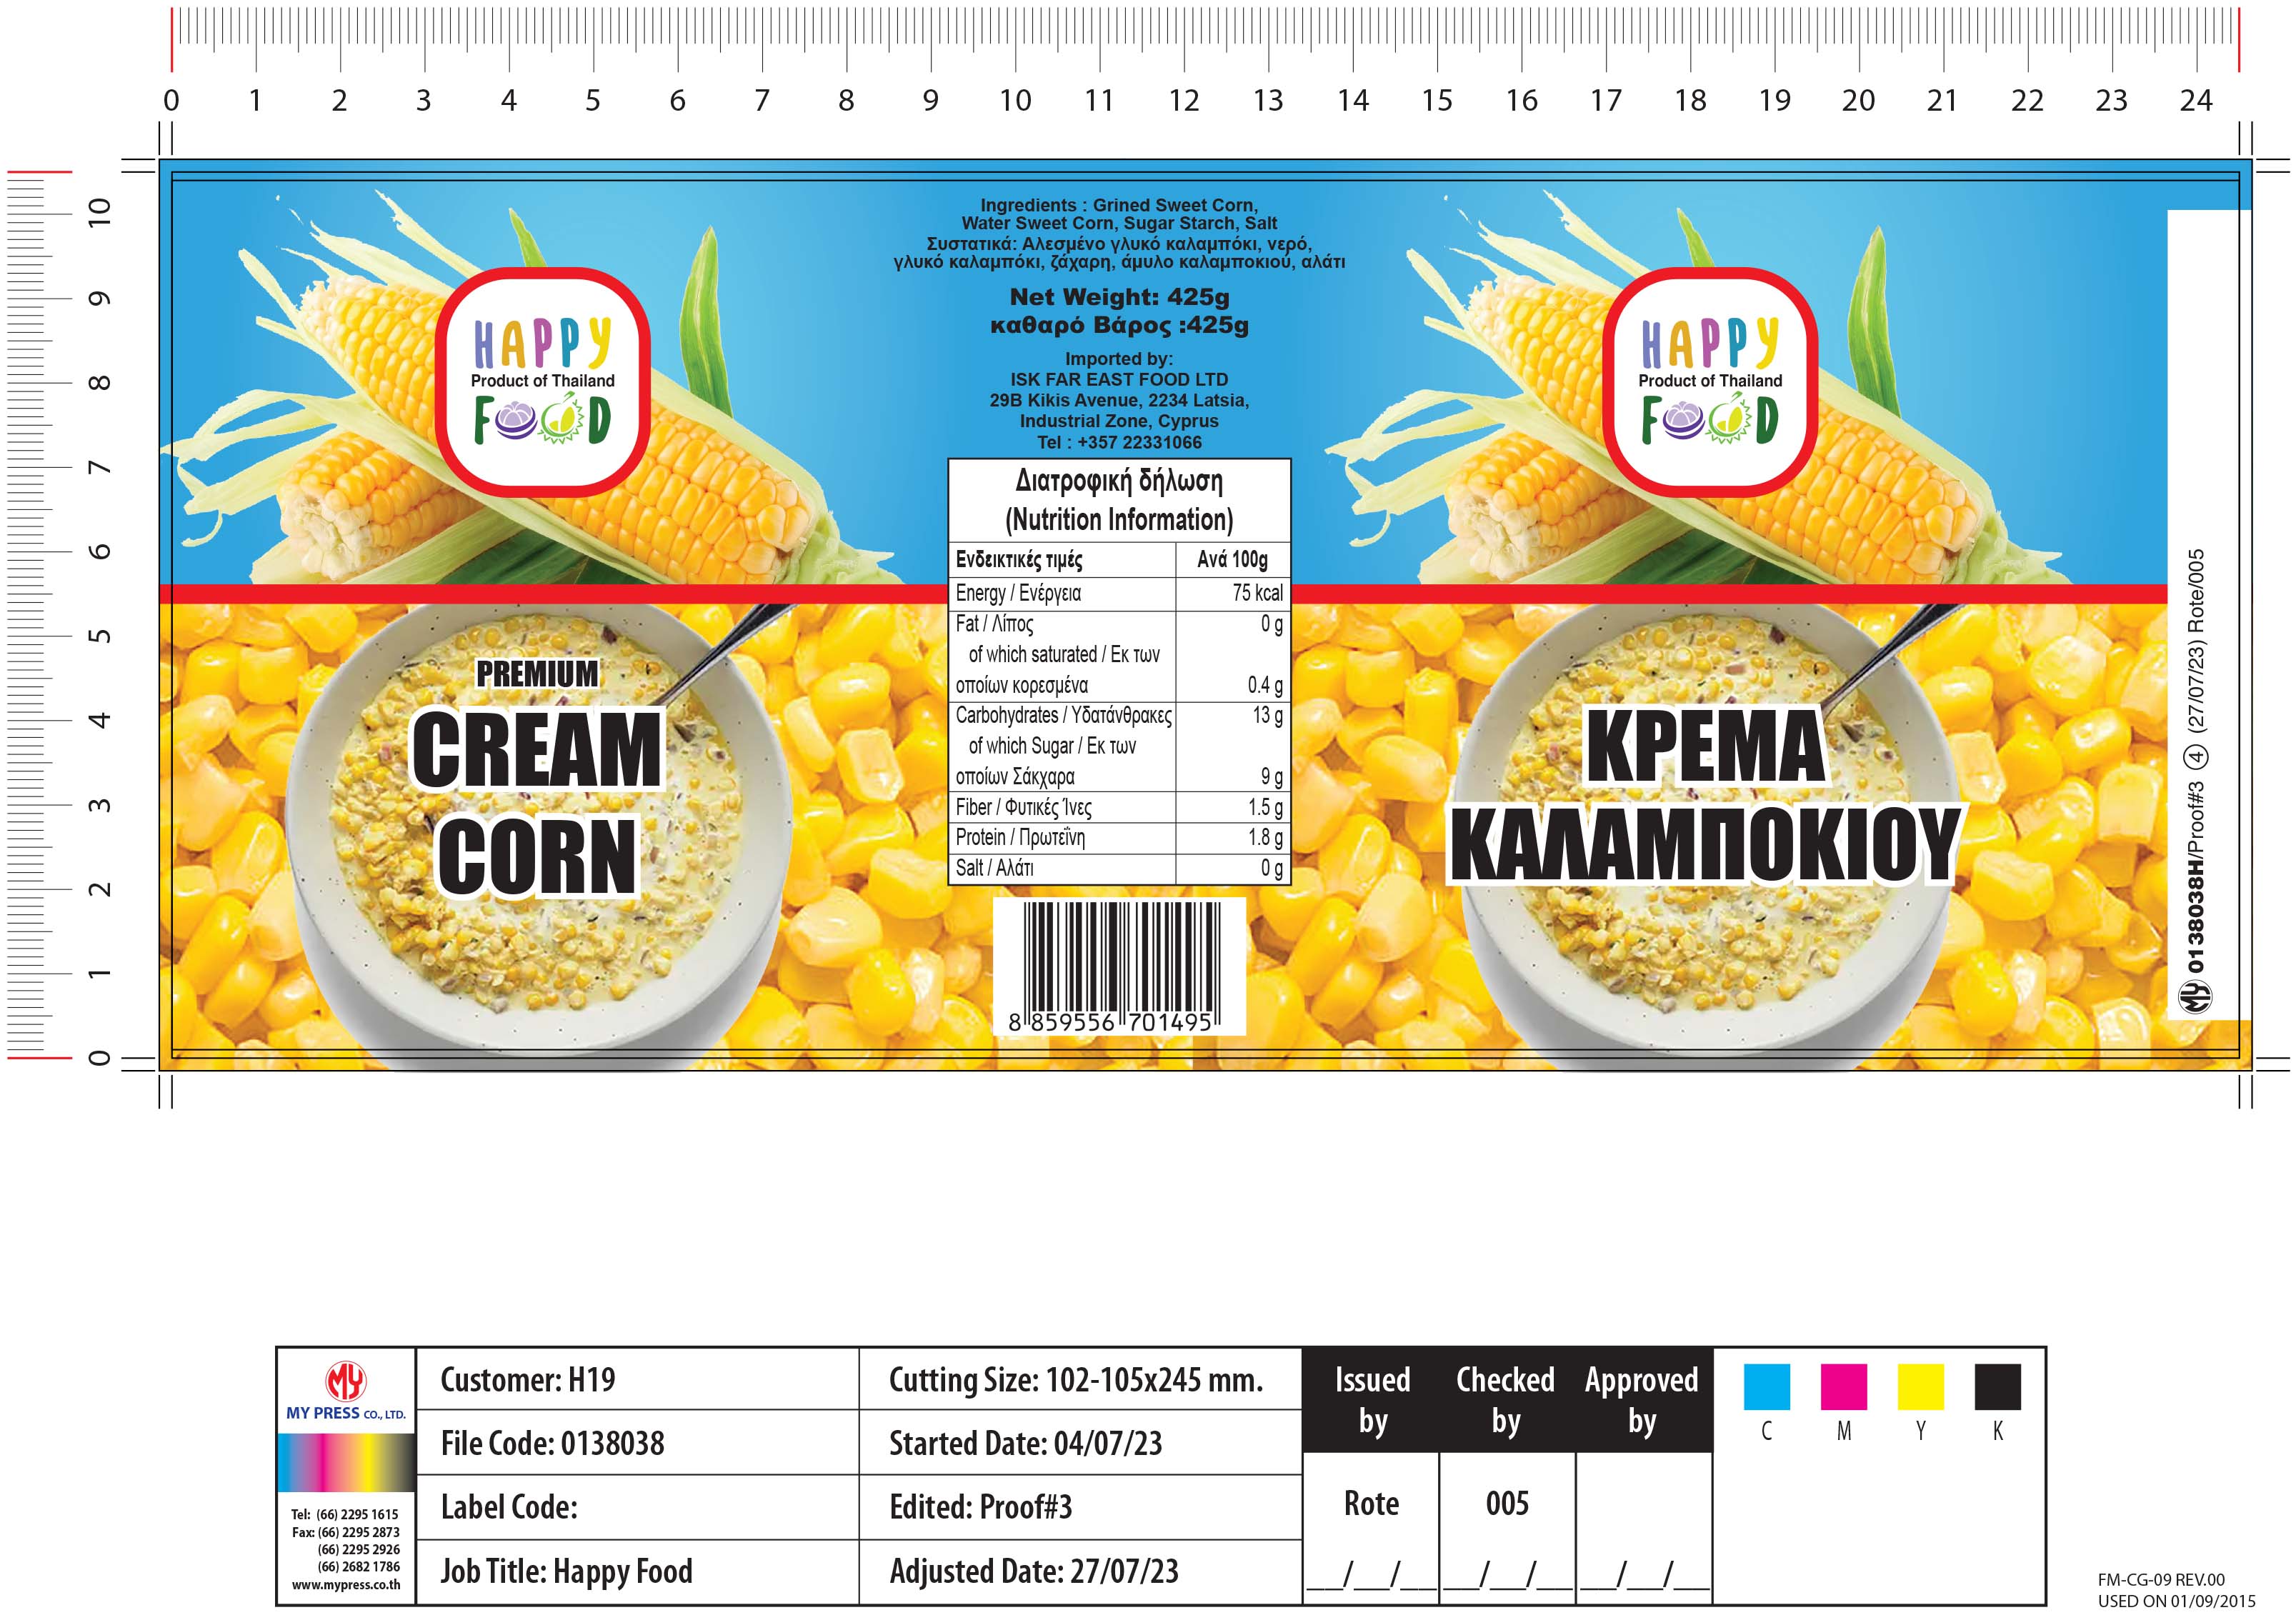 0 1 2 3 4 5 6 7 8 9 10 11 12 13 14 15 16 17 18 19 20 21 22 23 24
10
9
8
7
6
5
4
3
2
1
0
HAPPY
Product of Thailand
FOOD
PREMIUM
CREAM
CORN
Ingredients : Grined Sweet Corn,
Water Sweet Corn, Sugar Starch, Salt
Συστατικά: Αλεσμένο γλυκό καλαμπόκι, νερό,
γλυκό καλαμπόκι, ζάχαρη, άμυλο καλαμποκιού, αλάτι
Net Weight: 425g
καθαρό Βάρος :425g
Imported by:
ISK FAR EAST FOOD LTD
29B Kikis Avenue, 2234 Latsia,
Industrial Zone, Cyprus
Tel : +357 22331066
Διατροφική δήλωση
(Nutrition Information)
Ενδεικτικές τιμές Ανά 100g
Energy / Ενέργεια 75 kcal
Fat / Λίπος 0 g
of which saturated / Εκ των
οποίων κορεσμένα 0.4 g
Carbohydrates / Υδατάνθρακες 13 g
of which Sugar / Εκ των
οποίων Σάκχαρα 9 g
Fiber / Φυτικές Ίνες 1.5 g
Protein / Πρωτεΐνη 1.8 g
Salt / Αλάτι 0 g
8 859556 701495
HAPPY
Product of Thailand
FOOD
ΚΡΕΜΑ
ΚΑΛΑΜΠΟΚΙΟΥ
MY 0138038H/Proof#3 4 (27/07/23) Rote/005
MY
MY PRESS CO., LTD.
Tel: (66) 2295 1615
Fax: (66) 2295 2873
(66) 2295 2926
(66) 2682 1786
www.mypress.co.th
Customer: H19
File Code: 0138038
Label Code:
Job Title: Happy Food
Cutting Size: 102-105x245 mm.
Started Date: 04/07/23
Edited: Proof#3
Adjusted Date: 27/07/23
Issued by
Checked by
Approved by
Rote
005
__/__/__ __/__/__ __/__/__
C M Y K
FM-CG-09 REV.00
USED ON 01/09/2015